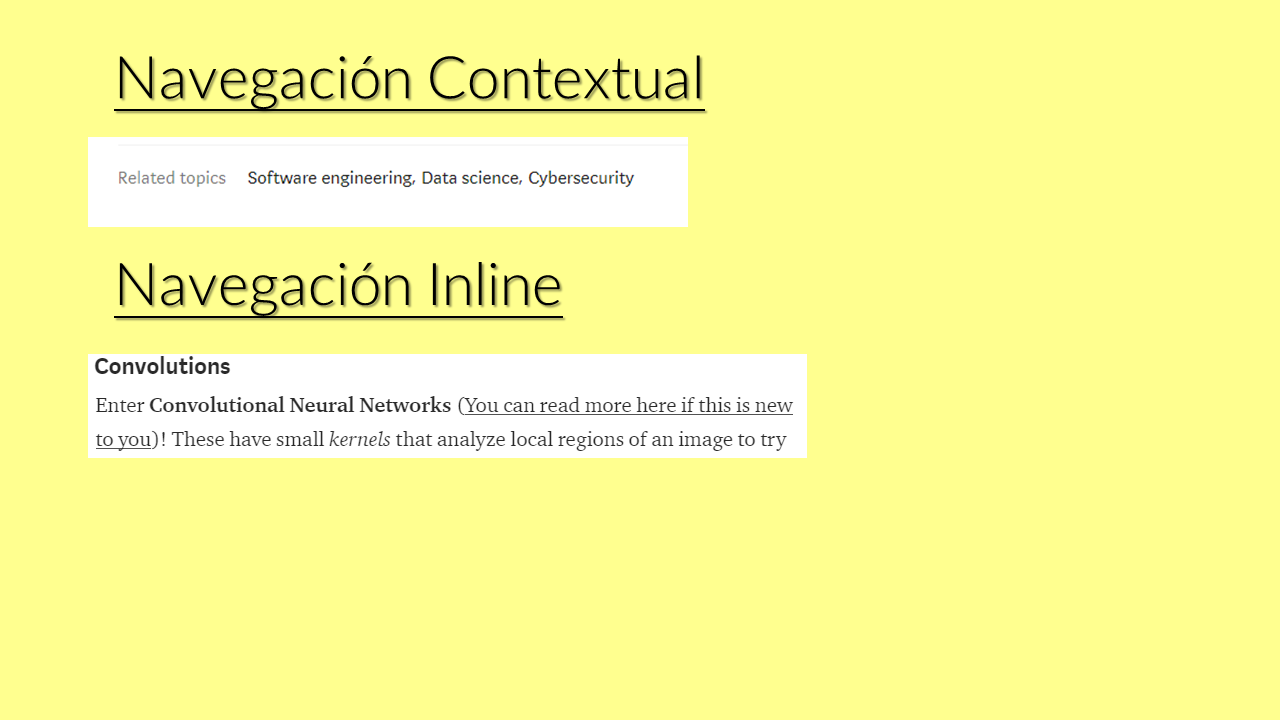 Navegación Contextual
Related topics Software engineering, Data science, Cybersecurity
Navegación Inline
Convolutions
Enter Convolutional Neural Networks (You can read more here if this is new
to you)! These have small kernels that analyze local regions of an image to try